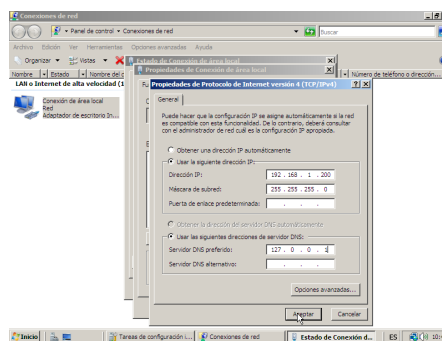 Conexiones de red
Panel de control
Conexiones de red
Buscar
Archivo Edición Ver Herramientas Opciones avanzadas Ayuda
Organizar Vistas
Estado de Conexión de área local
Propiedades de Conexión de área local
Nombre Estado Nombre del
Número de teléfono o dirección...
LAN o Internet de alta velocidad (1
Conexión de área local
Red
Adaptador de escritorio In...
Propiedades de Protocolo de Internet versión 4 (TCP/IPv4)
General
Puede hacer que la configuración IP se asigne automáticamente si la red
es compatible con esta funcionalidad. De lo contrario, deberá consultar
con el administrador de red cuál es la configuración IP apropiada.
Obtener una dirección IP automáticamente
Usar la siguiente dirección IP:
Dirección IP: 192 . 168 . 1 . 200
Máscara de subred: 255 . 255 . 255 . 0
Puerta de enlace predeterminada: . . .
Obtener la dirección del servidor DNS automáticamente
Usar las siguientes direcciones de servidor DNS:
Servidor DNS preferido: 127 . 0 . 0 . 1
Servidor DNS alternativo: . . .
Opciones avanzadas...
Aceptar Cancelar
Inicio
Tareas de configuración i...
Conexiones de red
Estado de Conexión d...
ES